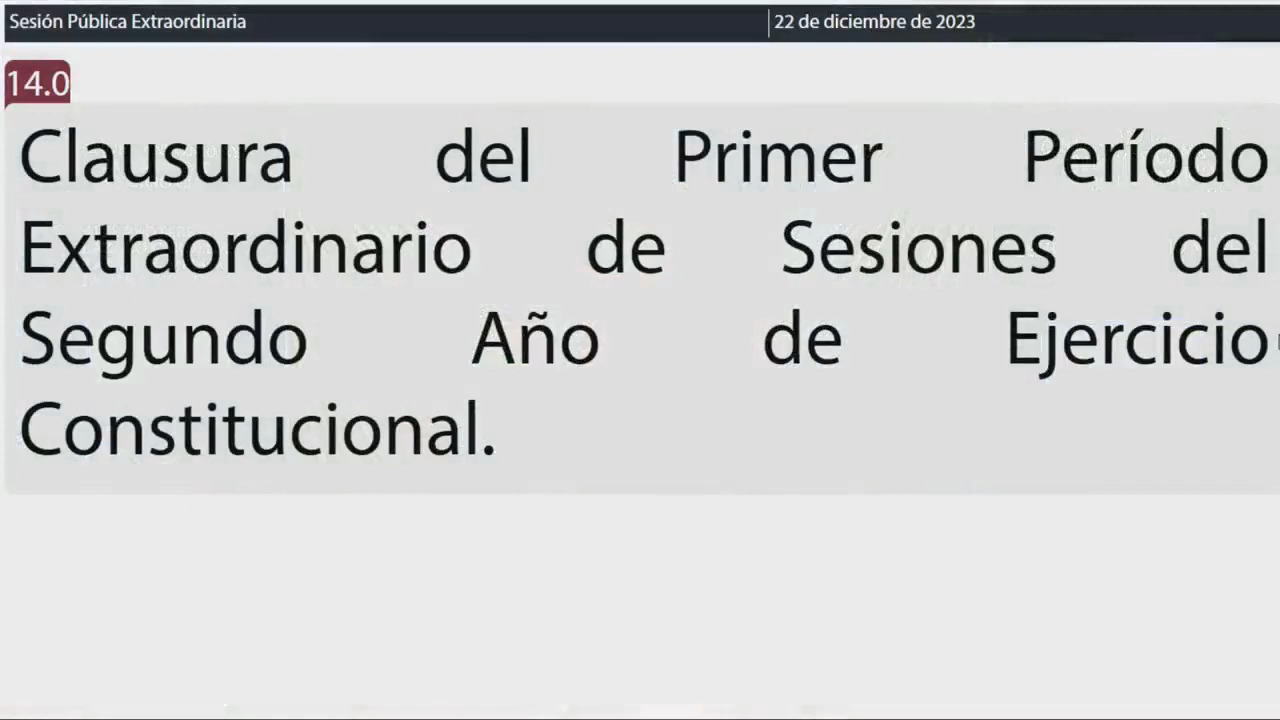 Sesión Pública Extraordinaria
22 de diciembre de 2023
14.0
Clausura del Primer Período
Extraordinario de Sesiones del
Segundo Año de Ejercicio
Constitucional.